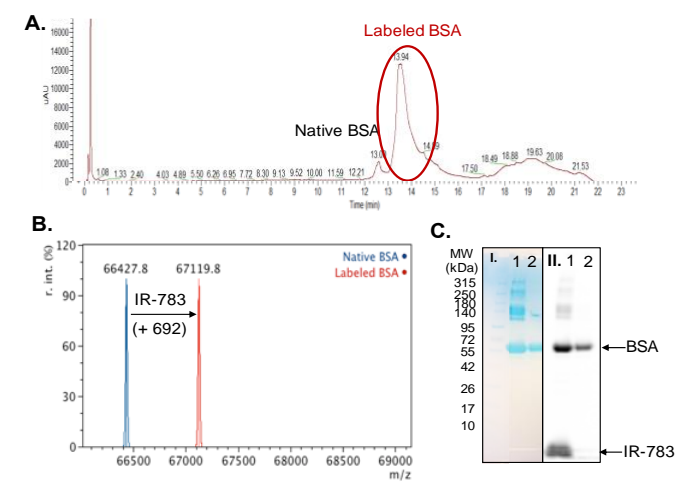 A.
Labeled BSA
Native BSA
uAU
16000
14000
12000
10000
8000
6000
4000
2000
0
13.94
1.08 1.33 2.40 4.03 4.89 5.50 6.26 6.95 7.72 8.30 9.13 9.52 10.00 11.59 12.21 17.50 18.49 18.88 19.63 20.08 21.53
0 1 2 3 4 5 6 7 8 9 10 11 12 13 14 15 16 17 18 19 20 21 22 23
Time (min)
B.
r. int. (%)
120
90
60
30
0
66427.8 67119.8
Native BSA
Labeled BSA
IR-783
(+ 692)
66500 67000 67500 68000 68500 69000
m/z
C.
MW
(kDa)
I. 1 2 II. 1 2
315
250
180
140
95
72
55
42
26
17
10
BSA
IR-783